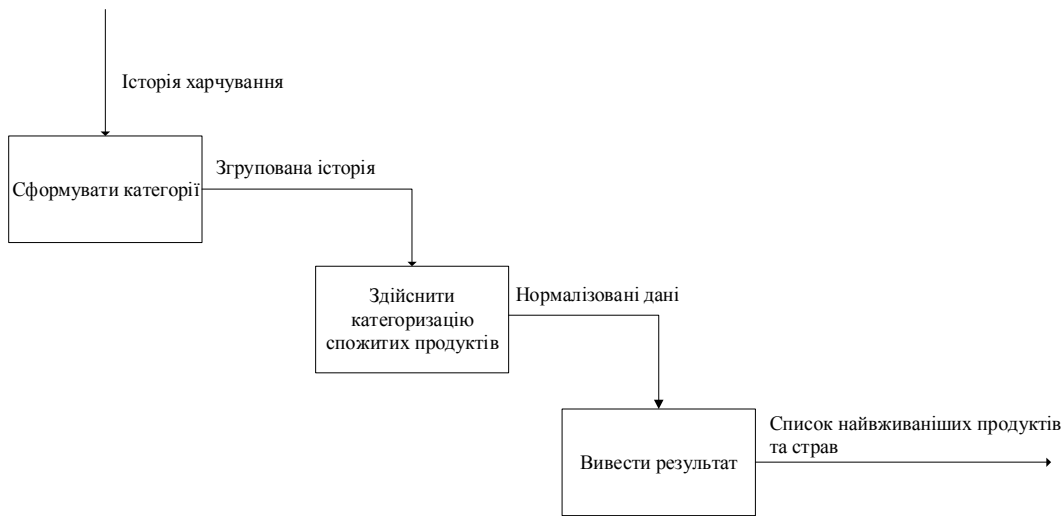 Історія харчування
Згрупована історія
Сформувати категорії
Здійснити
категоризацію
спожитих продуктів
Нормалізовані дані
Список найвживаніших продуктів
та страв
Вивести результат